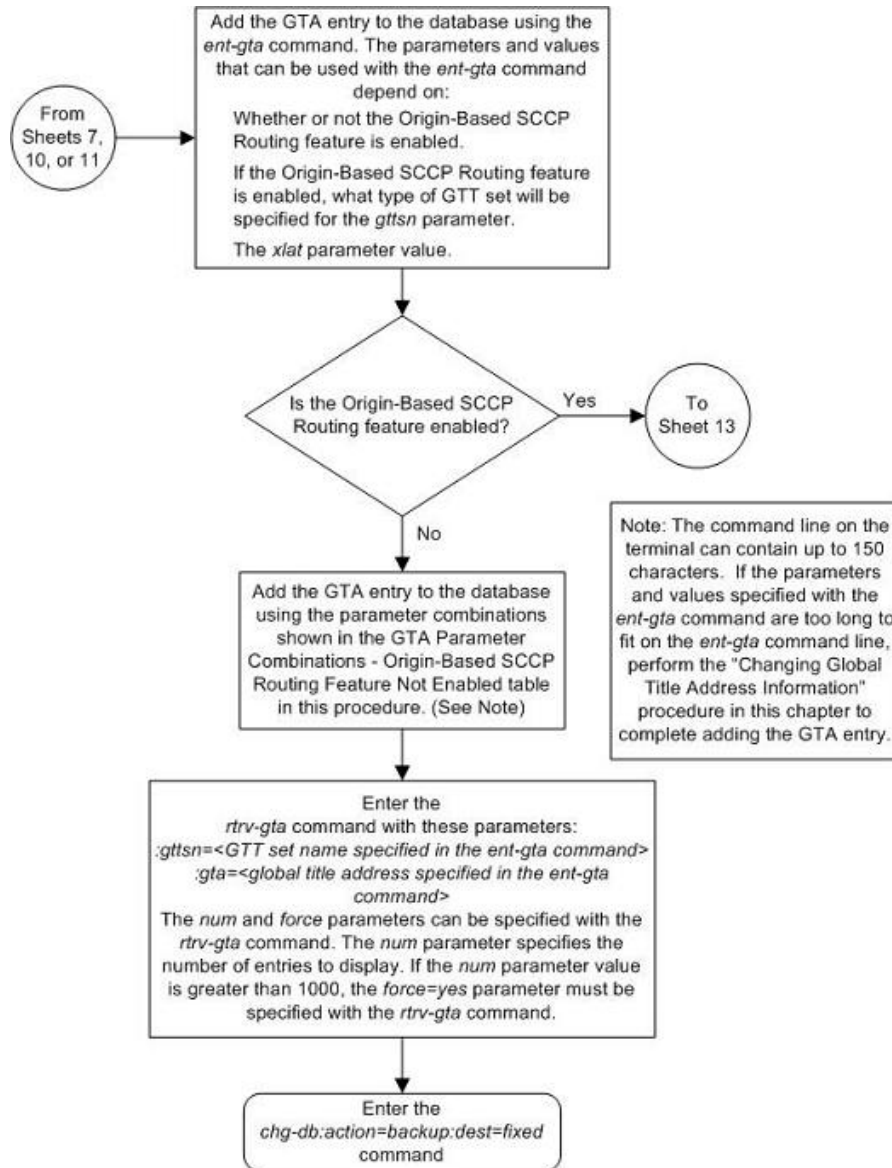 Add the GTA entry to the database using the
ent-gta command. The parameters and values
that can be used with the ent-gta command
depend on:
Whether or not the Origin-Based SCCP
Routing feature is enabled.
If the Origin-Based SCCP Routing feature
is enabled, what type of GTT set will be
specified for the gttsn parameter.
The xlat parameter value.
From
Sheets 7,
10, or 11
Is the Origin-Based SCCP
Routing feature enabled?
Yes
To
Sheet 13
No
Add the GTA entry to the database
using the parameter combinations
shown in the GTA Parameter
Combinations - Origin-Based SCCP
Routing Feature Not Enabled table
in this procedure. (See Note)
Note: The command line on the
terminal can contain up to 150
characters.  If the parameters
and values specified with the
ent-gta command are too long to
fit on the ent-gta command line,
perform the "Changing Global
Title Address Information"
procedure in this chapter to
complete adding the GTA entry.
Enter the
rtrv-gta command with these parameters:
:gttsn=<GTT set name specified in the ent-gta command>
:gta=<global title address specified in the ent-gta
command>
The num and force parameters can be specified with the
rtrv-gta command. The num parameter specifies the
number of entries to display. If the num parameter value
is greater than 1000, the force=yes parameter must be
specified with the rtrv-gta command.
Enter the
chg-db:action=backup:dest=fixed
command